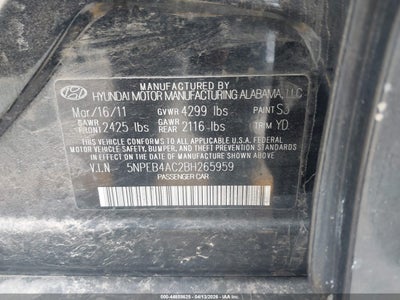 MANUFACTURED BY
HYUNDAI MOTOR MANUFACTURING ALABAMA, LLC
Mar/16/11 GVWR 4299 lbs PAINT S3
GAWR FRONT 2425 lbs GAWR REAR 2116 lbs TRIM YD
THIS VEHICLE CONFORMS TO ALL APPLICABLE U.S.A. FEDERAL
MOTOR VEHICLE SAFETY, BUMPER, AND THEFT PREVENTION
STANDARDS IN EFFECT ON THE DATE OF MANUFACTURE SHOWN ABOVE.
V.I.N 5NPEB4AC2BH265959
PASSENGER CAR